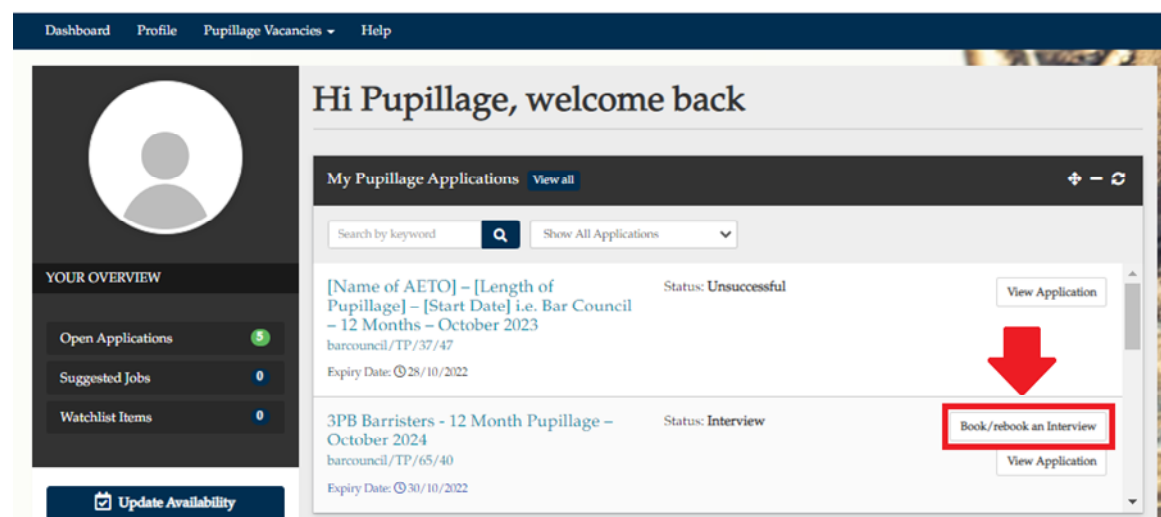 Dashboard Profile Pupillage Vacancies Help
Hi Pupillage, welcome back
My Pupillage Applications View all
Search by keyword Show All Applications
YOUR OVERVIEW
Open Applications 5
Suggested Jobs 0
Watchlist Items 0
Update Availability
[Name of AETO] – [Length of
Pupillage] – [Start Date] i.e. Bar Council
– 12 Months – October 2023
barcouncil/TP/37/47
Expiry Date: 28/10/2022
Status: Unsuccessful
View Application
3PB Barristers - 12 Month Pupillage –
October 2024
barcouncil/TP/65/40
Expiry Date: 30/10/2022
Status: Interview
Book/rebook an Interview
View Application